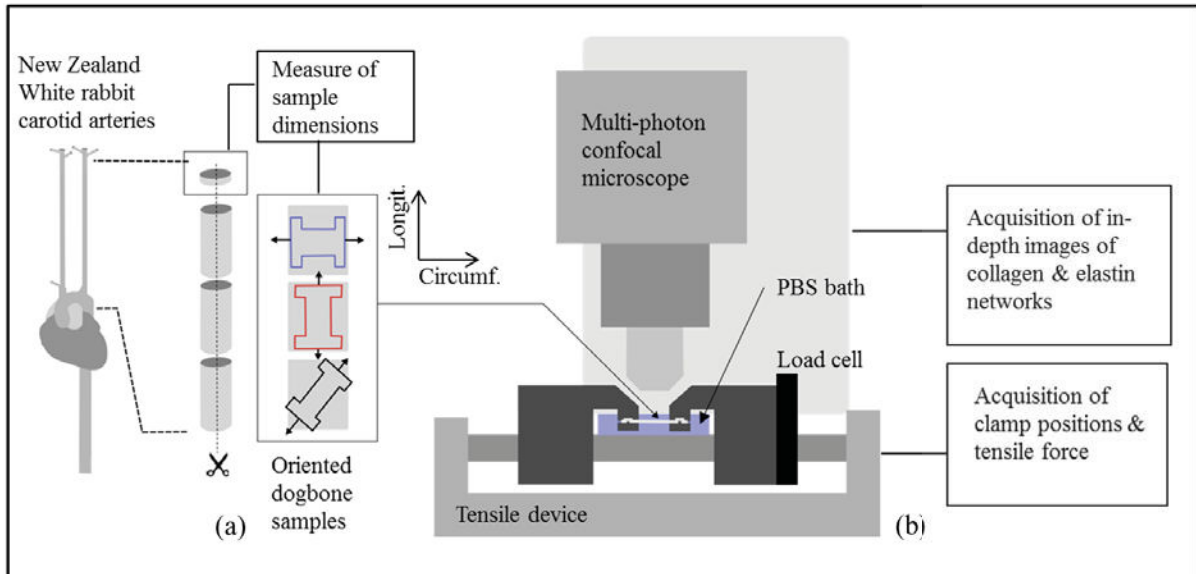 New Zealand
White rabbit
carotid arteries
Measure of
sample
dimensions
Longit.
Circumf.
Oriented
dogbone
samples
(a)
Multi-photon
confocal
microscope
PBS bath
Load cell
Tensile device
(b)
Acquisition of in-
depth images of
collagen & elastin
networks
Acquisition of
clamp positions &
tensile force